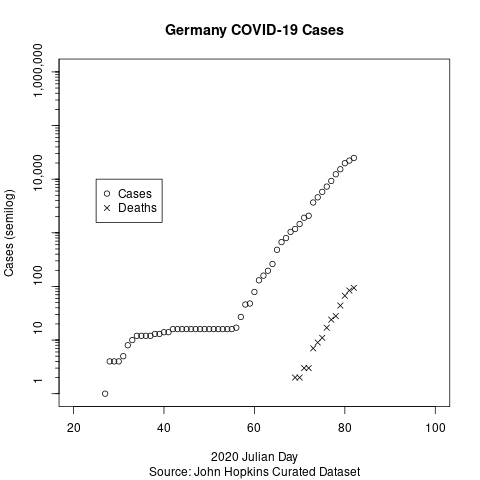 Germany COVID-19 Cases
1,000,000
10,000
100
10
1
Cases (semilog)
Cases
Deaths
20 40 60 80 100
2020 Julian Day
Source: John Hopkins Curated Dataset